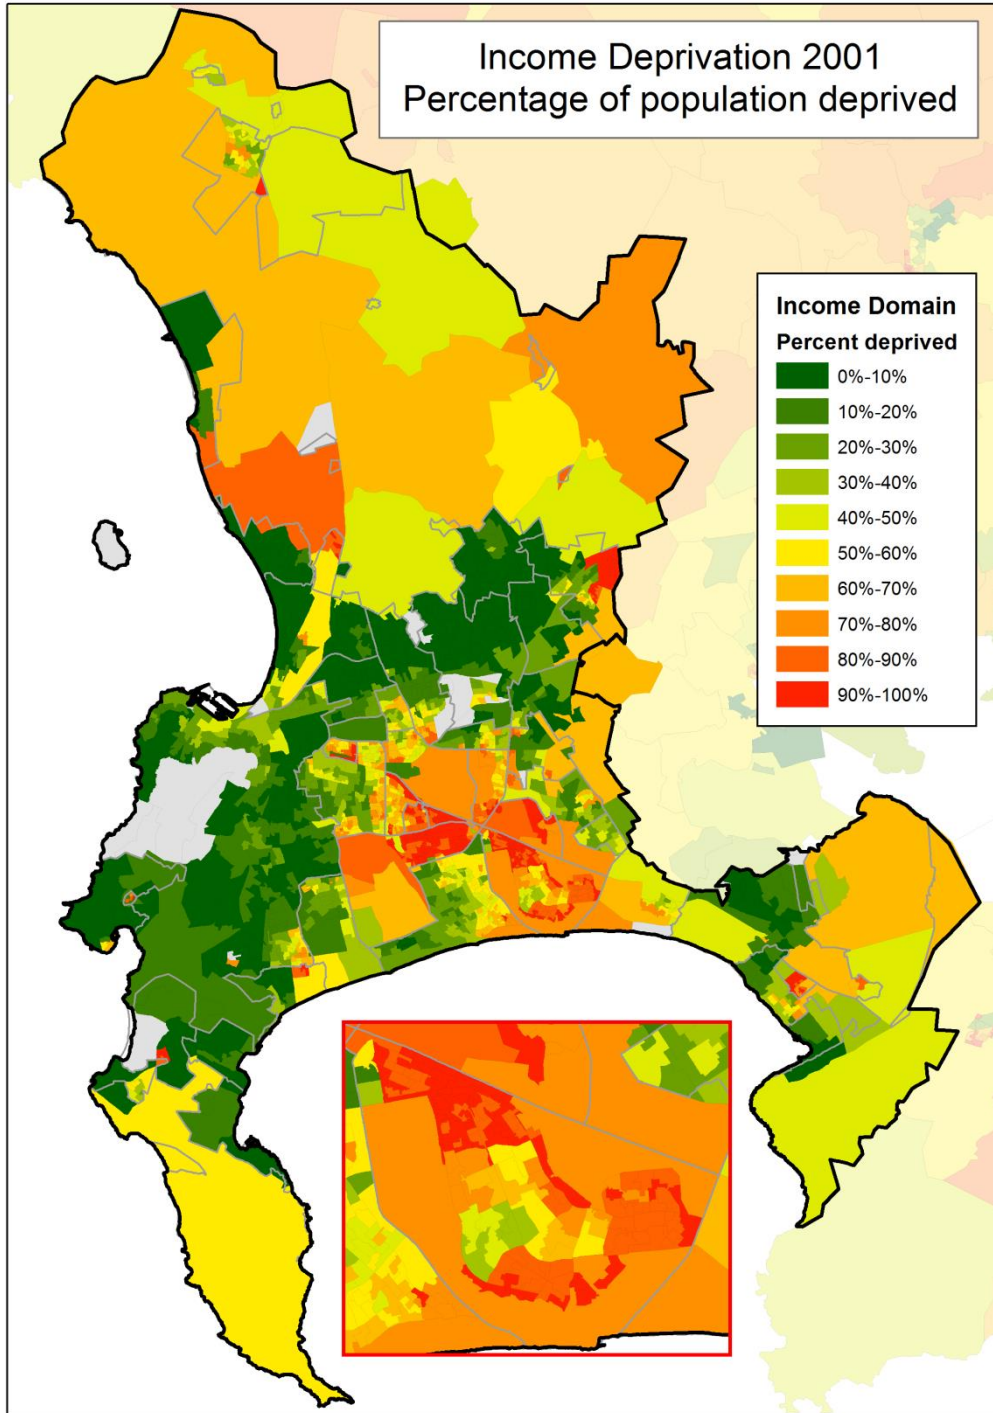 Income Deprivation 2001
Percentage of population deprived
Income Domain
Percent deprived
0%-10%
10%-20%
20%-30%
30%-40%
40%-50%
50%-60%
60%-70%
70%-80%
80%-90%
90%-100%